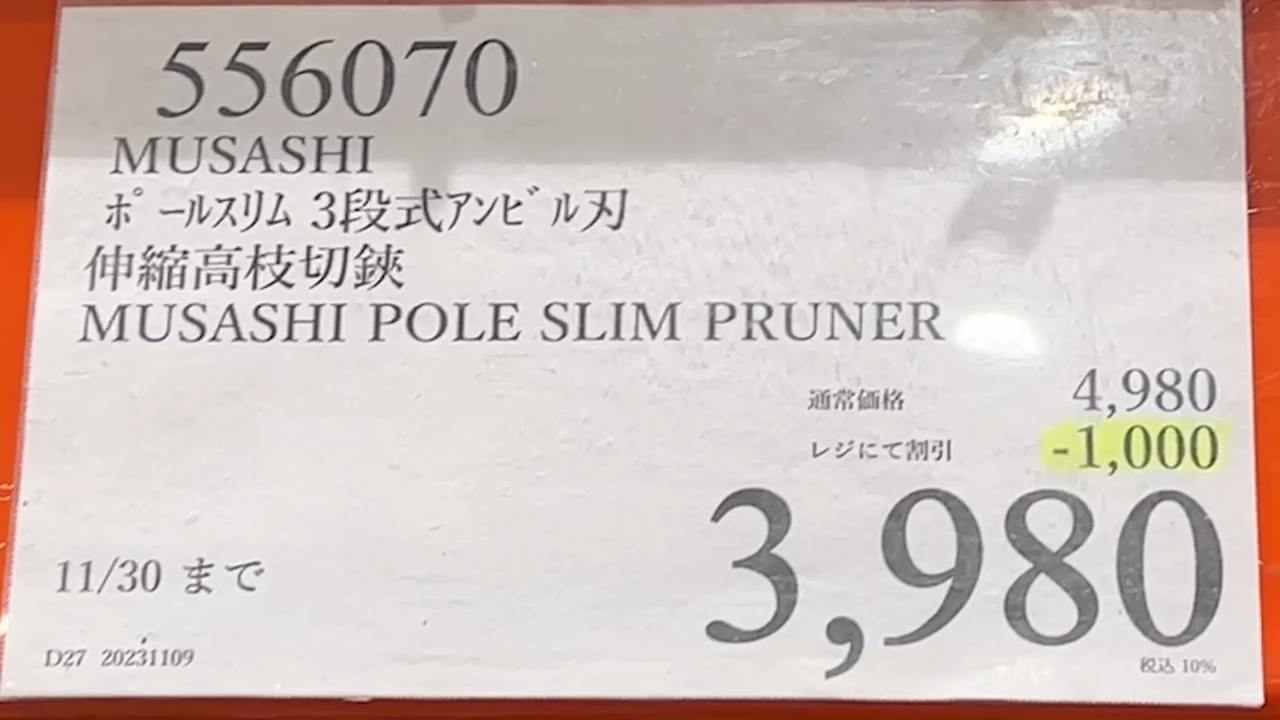 556070
MUSASHI
ﾎﾟｰﾙｽﾘﾑ 3段式ｱﾝﾋﾞﾙ刃
伸縮高枝切鋏
MUSASHI POLE SLIM PRUNER
通常価格 4,980
レジにて割引 -1,000
3,980
11/30 まで
D27 20231109
税込 10%